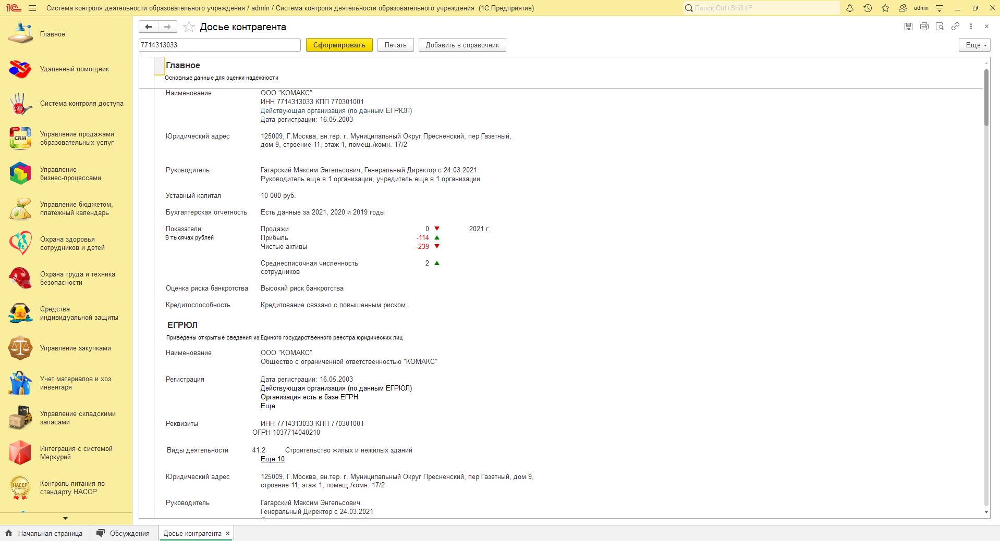 1С Система контроля деятельности образовательного учреждения / admin / Система контроля деятельности образовательного учреждения (1С:Предприятие)
Поиск Ctrl+Shift+F
admin
Главное
Удаленный помощник
STOP
Система контроля доступа
SALES
CRM
Управление продажами
образовательных услуг
Управление
бизнес-процессами
Управление бюджетом,
платежный календарь
Охрана здоровья
сотрудников и детей
Охрана труда и техника
безопасности
Средства
индивидуальной защиты
Управление закупками
Учет материалов и хоз.
инвентаря
Управление складскими
запасами
Интеграция с системой
Меркурий
HACCP
CERTIFIED
Контроль питания по
стандарту HACCP
Досье контрагента
7714313033
Сформировать
Печать
Добавить в справочник
Еще
Главное
Основные данные для оценки надежности
Наименование ООО "КОМАКС"
ИНН 7714313033 КПП 770301001
Действующая организация (по данным ЕГРЮЛ)
Дата регистрации: 16.05.2003
Юридический адрес 125009, Г.Москва, вн.тер. г. Муниципальный Округ Пресненский, пер Газетный,
дом 9, строение 11, этаж 1, помещ./комн. 17/2
Руководитель Гагарский Максим Энгельсович, Генеральный Директор с 24.03.2021
Руководитель еще в 1 организации, учредитель еще в 1 организации
Уставный капитал 10 000 руб.
Бухгалтерская отчетность Есть данные за 2021, 2020 и 2019 годы
Показатели Продажи 0 ▼ 2021 г.
В тысячах рублей Прибыль -114 ▲
Чистые активы -239 ▼
Среднесписочная численность 2 ▲
сотрудников
Оценка риска банкротства Высокий риск банкротства
Кредитоспособность Кредитование связано с повышенным риском
ЕГРЮЛ
Приведены открытые сведения из Единого государственного реестра юридических лиц
Наименование ООО "КОМАКС"
Общество с ограниченной ответственностью "КОМАКС"
Регистрация Дата регистрации: 16.05.2003
Действующая организация (по данным ЕГРЮЛ)
Организация есть в базе ЕГРН
Еще
Реквизиты ИНН 7714313033 КПП 770301001
ОГРН 1037714040210
Виды деятельности 41.2 Строительство жилых и нежилых зданий
Еще 10
Юридический адрес 125009, Г.Москва, вн.тер. г. Муниципальный Округ Пресненский, пер Газетный, дом 9,
строение 11, этаж 1, помещ./комн. 17/2
Руководитель Гагарский Максим Энгельсович
Генеральный Директор с 24.03.2021
Начальная страница
Обсуждения
Досье контрагента